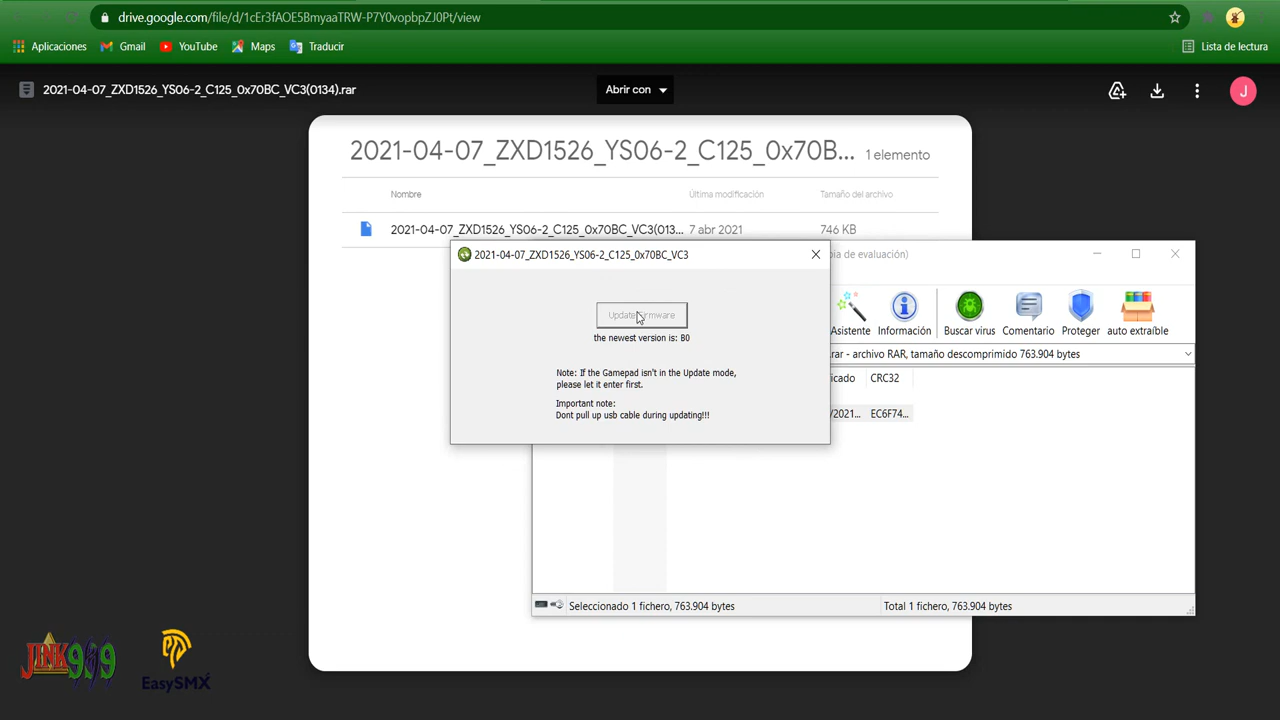 drive.google.com/file/d/1cEr3fAOE5BmyaaTRW-P7Y0vopbpZJ0Pt/view
Aplicaciones
Gmail
YouTube
Maps
Traducir
Lista de lectura
2021-04-07_ZXD1526_YS06-2_C125_0x70BC_VC3(0134).rar
Abrir con
J
2021-04-07_ZXD1526_YS06-2_C125_0x70B... 1 elemento
Nombre
Última modificación
Tamaño del archivo
2021-04-07_ZXD1526_YS06-2_C125_0x70BC_VC3(013...
7 abr 2021
746 KB
2021-04-07_ZXD1526_YS06-2_C125_0x70BC_VC3
the newest version is: B0
Note: If the Gamepad isn't in the Update mode,
please let it enter first.
Important note:
Dont pull up usb cable during updating!!!
de evaluación)
Asistente
Información
Buscar virus
Comentario
Proteger
auto extraíble
.rar - archivo RAR, tamaño descomprimido 763.904 bytes
icado
CRC32
/2021...
EC6F74...
Seleccionado 1 fichero, 763.904 bytes
Total 1 fichero, 763.904 bytes
JINK999
EasySMX